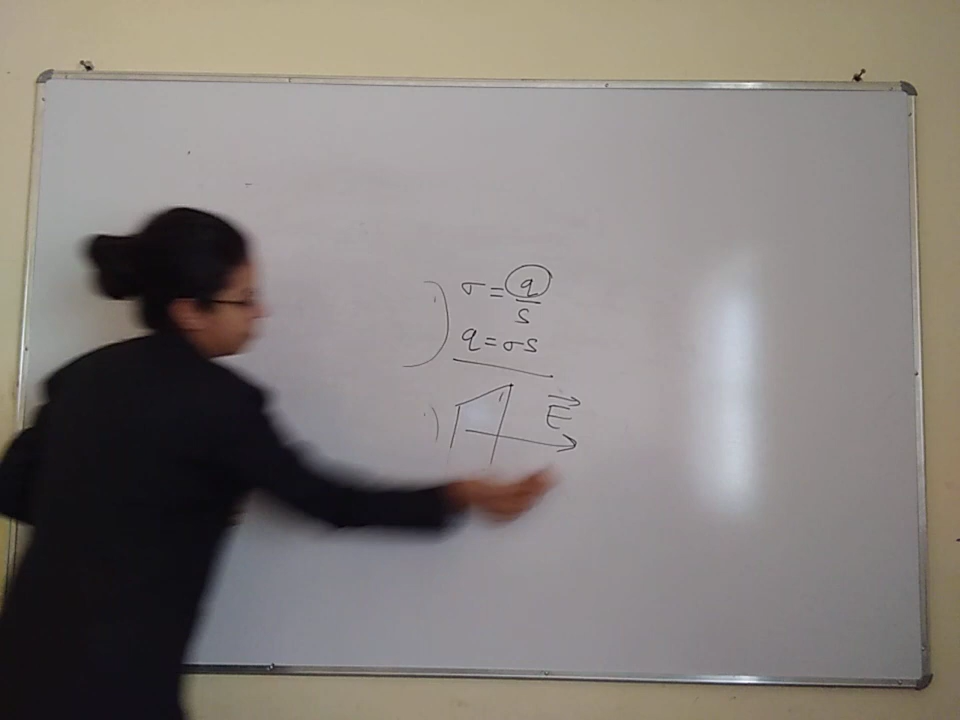 σ = q/s
q = σs
E⃗